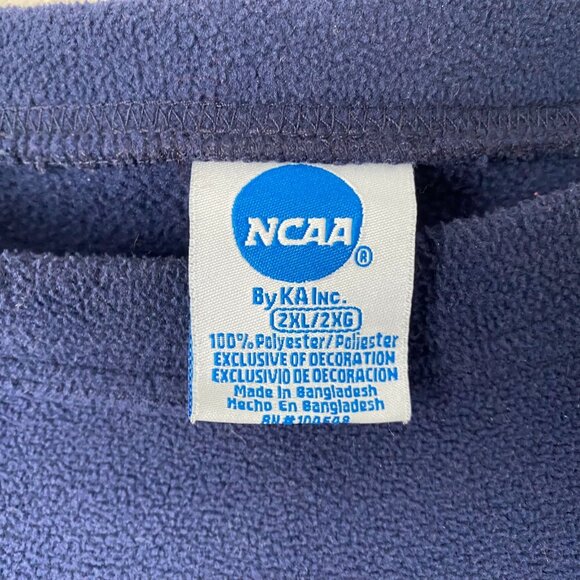 NCAA
®
By KA Inc.
2XL/2XG
100% Polyester/Poliester
EXCLUSIVE OF DECORATION
EXCLUSIVIO DE DECORACION
Made In Bangladesh
Hecho En Bangladesh